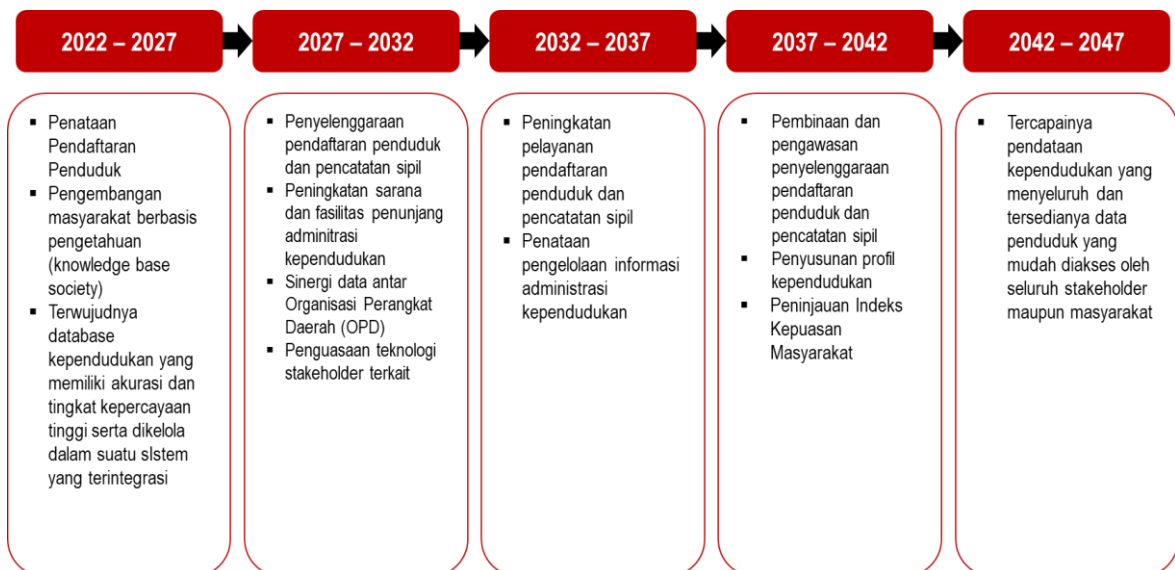 2022 – 2027
2027 – 2032
2032 – 2037
2037 – 2042
2042 – 2047
▪ Penataan
Pendaftaran
Penduduk
▪ Pengembangan
masyarakat berbasis
pengetahuan
(knowledge base
society)
▪ Terwujudnya
database
kependudukan yang
memiliki akurasi dan
tingkat kepercayaan
tinggi serta dikelola
dalam suatu sIstem
yang terintegrasi
▪ Penyelenggaraan
pendaftaran penduduk
dan pencatatan sipil
▪ Peningkatan sarana
dan fasilitas penunjang
adminitrasi
kependudukan
▪ Sinergi data antar
Organisasi Perangkat
Daerah (OPD)
▪ Penguasaan teknologi
stakeholder terkait
▪ Peningkatan
pelayanan
pendaftaran
penduduk dan
pencatatan sipil
▪ Penataan
pengelolaan informasi
administrasi
kependudukan
▪ Pembinaan dan
pengawasan
penyelenggaraan
pendaftaran
penduduk dan
pencatatan sipil
▪ Penyusunan profil
kependudukan
▪ Peninjauan Indeks
Kepuasan
Masyarakat
▪ Tercapainya
pendataan
kependudukan yang
menyeluruh dan
tersedianya data
penduduk yang
mudah diakses oleh
seluruh stakeholder
maupun masyarakat